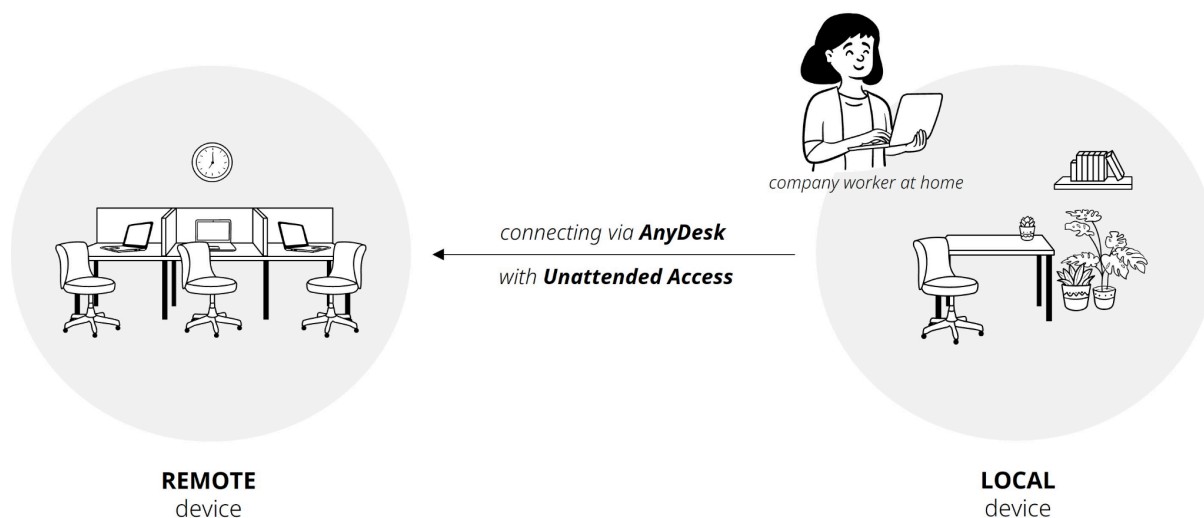 company worker at home
connecting via AnyDesk
with Unattended Access
REMOTE
device
LOCAL
device